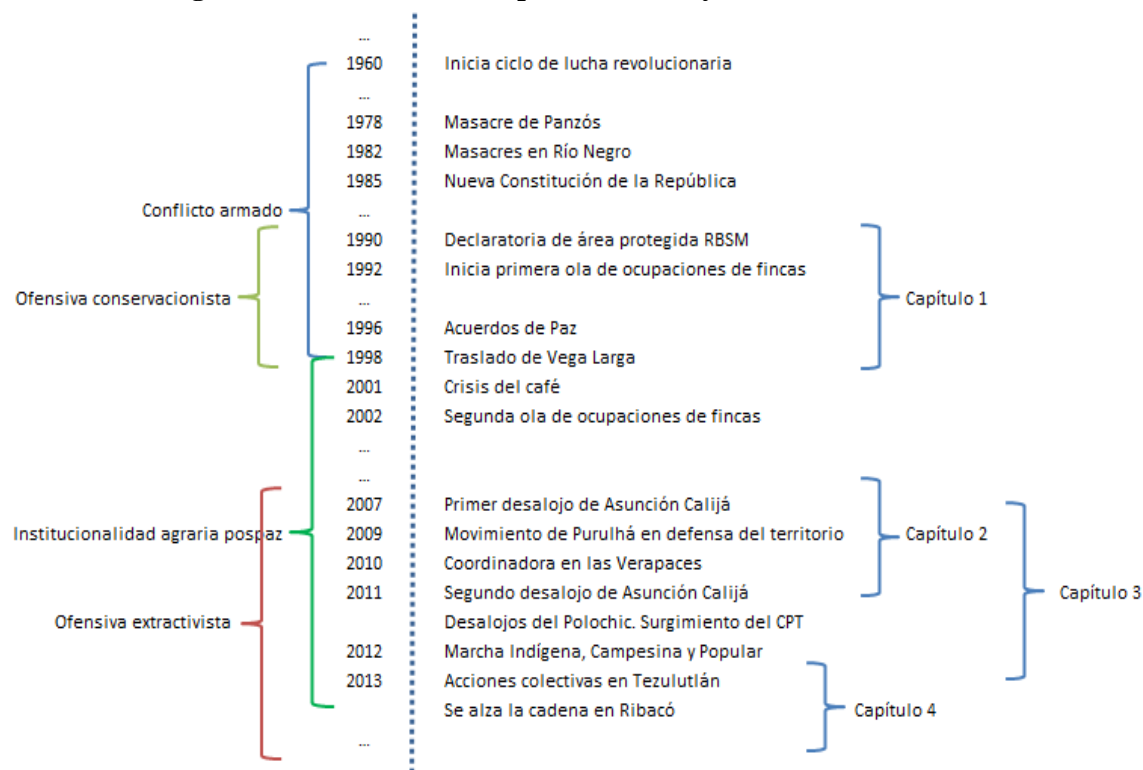 ...
1960 Inicia ciclo de lucha revolucionaria
...
1978 Masacre de Panzós
1982 Masacres en Río Negro
1985 Nueva Constitución de la República
Conflicto armado ...
1990 Declaratoria de área protegida RBSM
1992 Inicia primera ola de ocupaciones de fincas
Ofensiva conservacionista ... Capítulo 1
1996 Acuerdos de Paz
1998 Traslado de Vega Larga
2001 Crisis del café
2002 Segunda ola de ocupaciones de fincas
...
...
2007 Primer desalojo de Asunción Calijá
Institucionalidad agraria pospaz 2009 Movimiento de Purulhá en defensa del territorio Capítulo 2
2010 Coordinadora en las Verapaces
2011 Segundo desalojo de Asunción Calijá Capítulo 3
Ofensiva extractivista Desalojos del Polochic. Surgimiento del CPT
2012 Marcha Indígena, Campesina y Popular
2013 Acciones colectivas en Tezulutlán
Se alza la cadena en Ribacó Capítulo 4
...